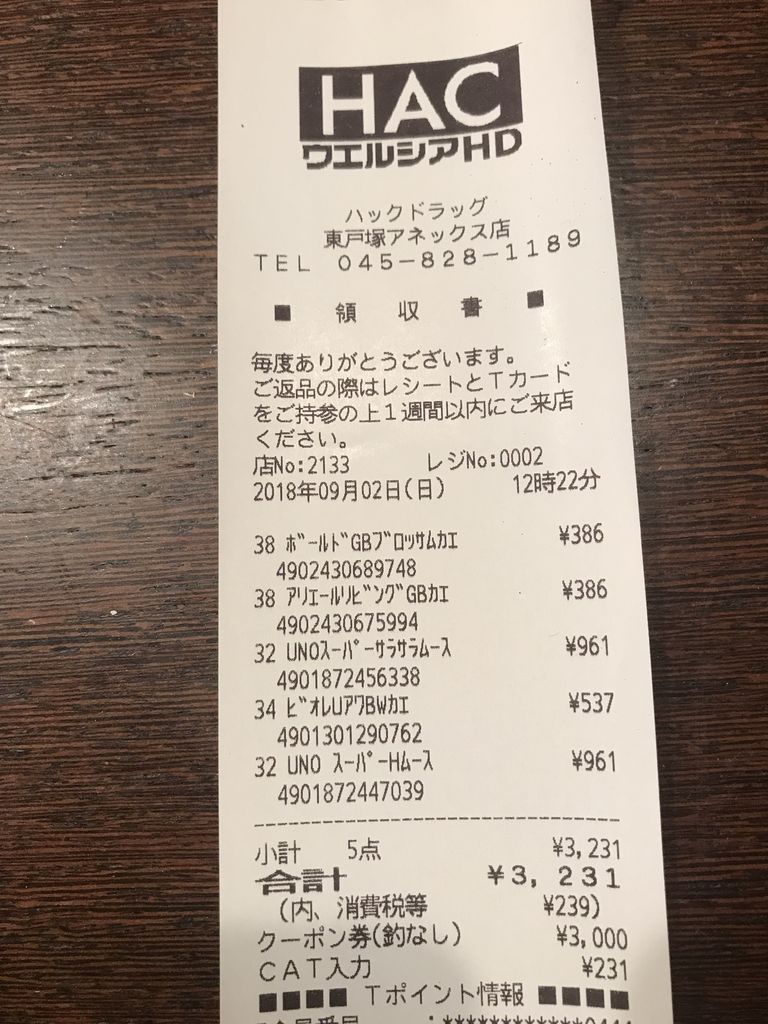 HAC
ウエルシアHD
ハックドラッグ
東戸塚アネックス店
TEL 045-828-1189
■ 領 収 書 ■
毎度ありがとうございます。
ご返品の際はレシートとTカード
をご持参の上1週間以内にご来店
ください。
店No:2133 レジNo:0002
2018年09月02日(日) 12時22分
38 ボールドGBブロッサムカエ ¥386
4902430689748
38 アリエールリビングGBカエ ¥386
4902430675994
32 UNOスーパーサラサラムース ¥961
4901872456338
34 ビオレUアワBWカエ ¥537
4901301290762
32 UNO スーパーHムース ¥961
4901872447039
小計 5点 ¥3,231
合計 ¥3,231
(内、消費税等 ¥239)
クーポン券(釣なし) ¥3,000
CAT入力 ¥231
■■■■ Tポイント情報 ■■■■